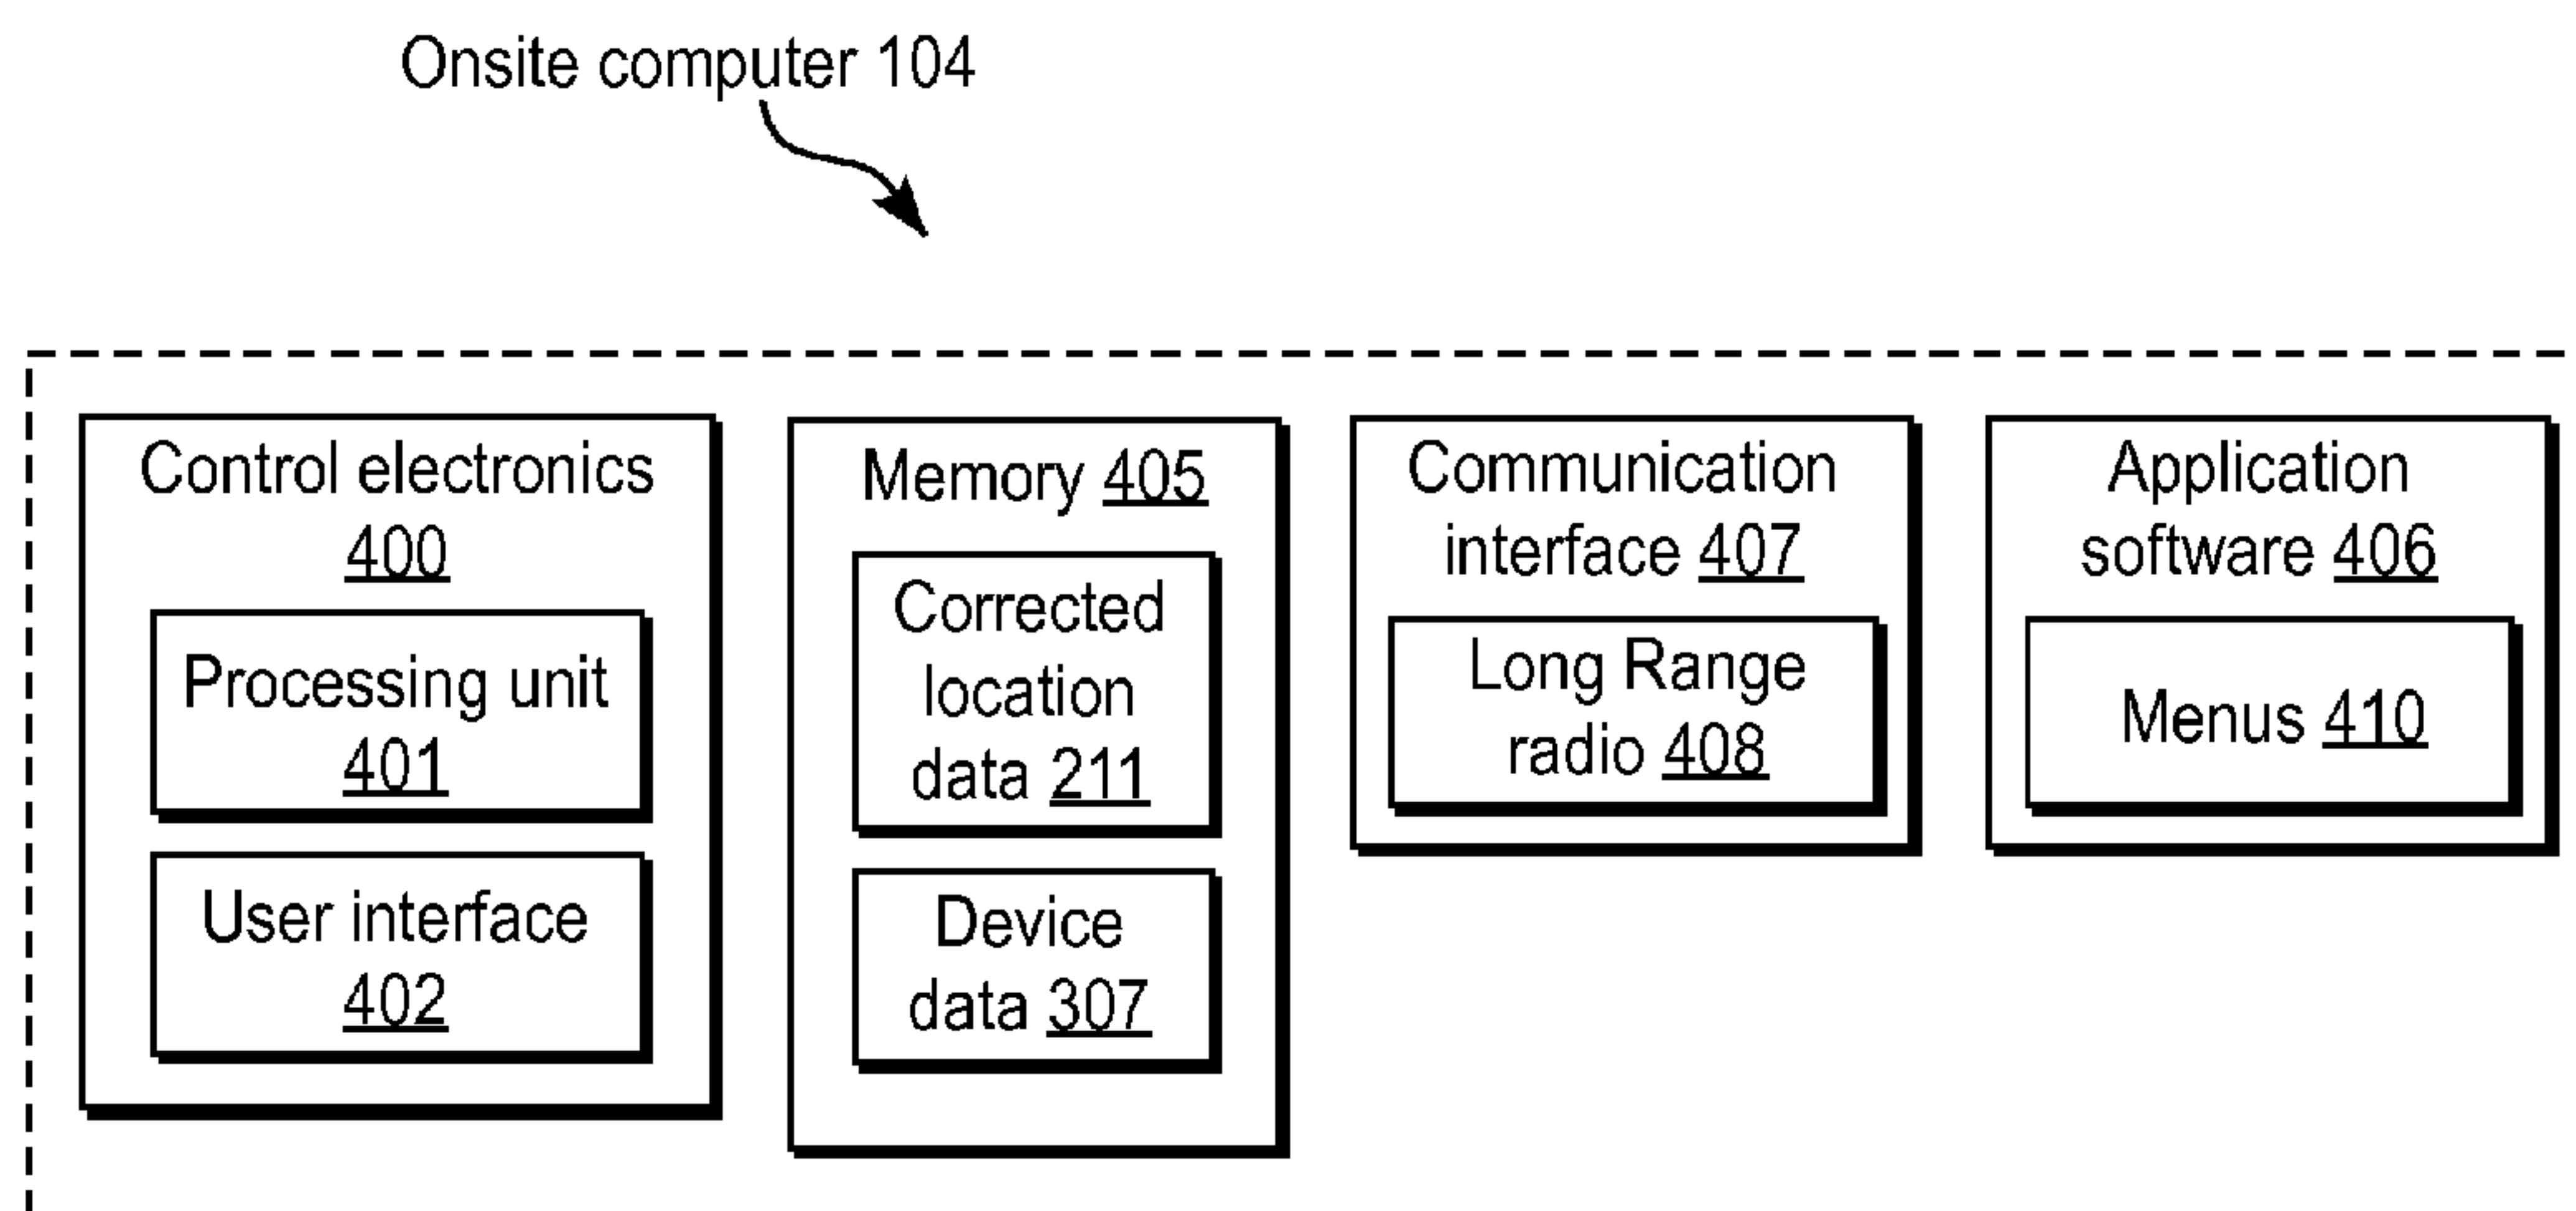 Onsite computer 104
Control electronics
400
Processing unit
401
User interface
402
Memory 405
Corrected
location
data 211
Device
data 307
Communication
interface 407
Long Range
radio 408
Application
software 406
Menus 410